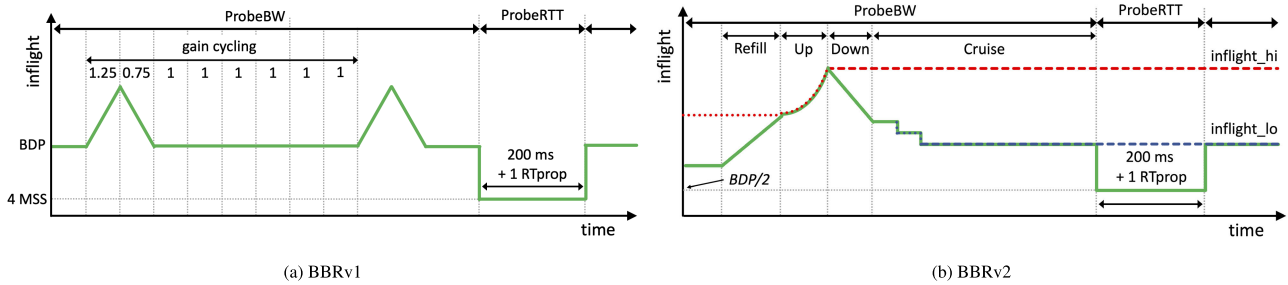 ProbeBW
ProbeRTT
gain cycling
1.25 0.75 1 1 1 1 1 1
inflight
BDP
200 ms
+ 1 RTprop
4 MSS
time
(a) BBRv1
ProbeBW
ProbeRTT
Refill
Up
Down
Cruise
inflight
inflight_hi
inflight_lo
BDP/2
200 ms
+ 1 RTprop
time
(b) BBRv2